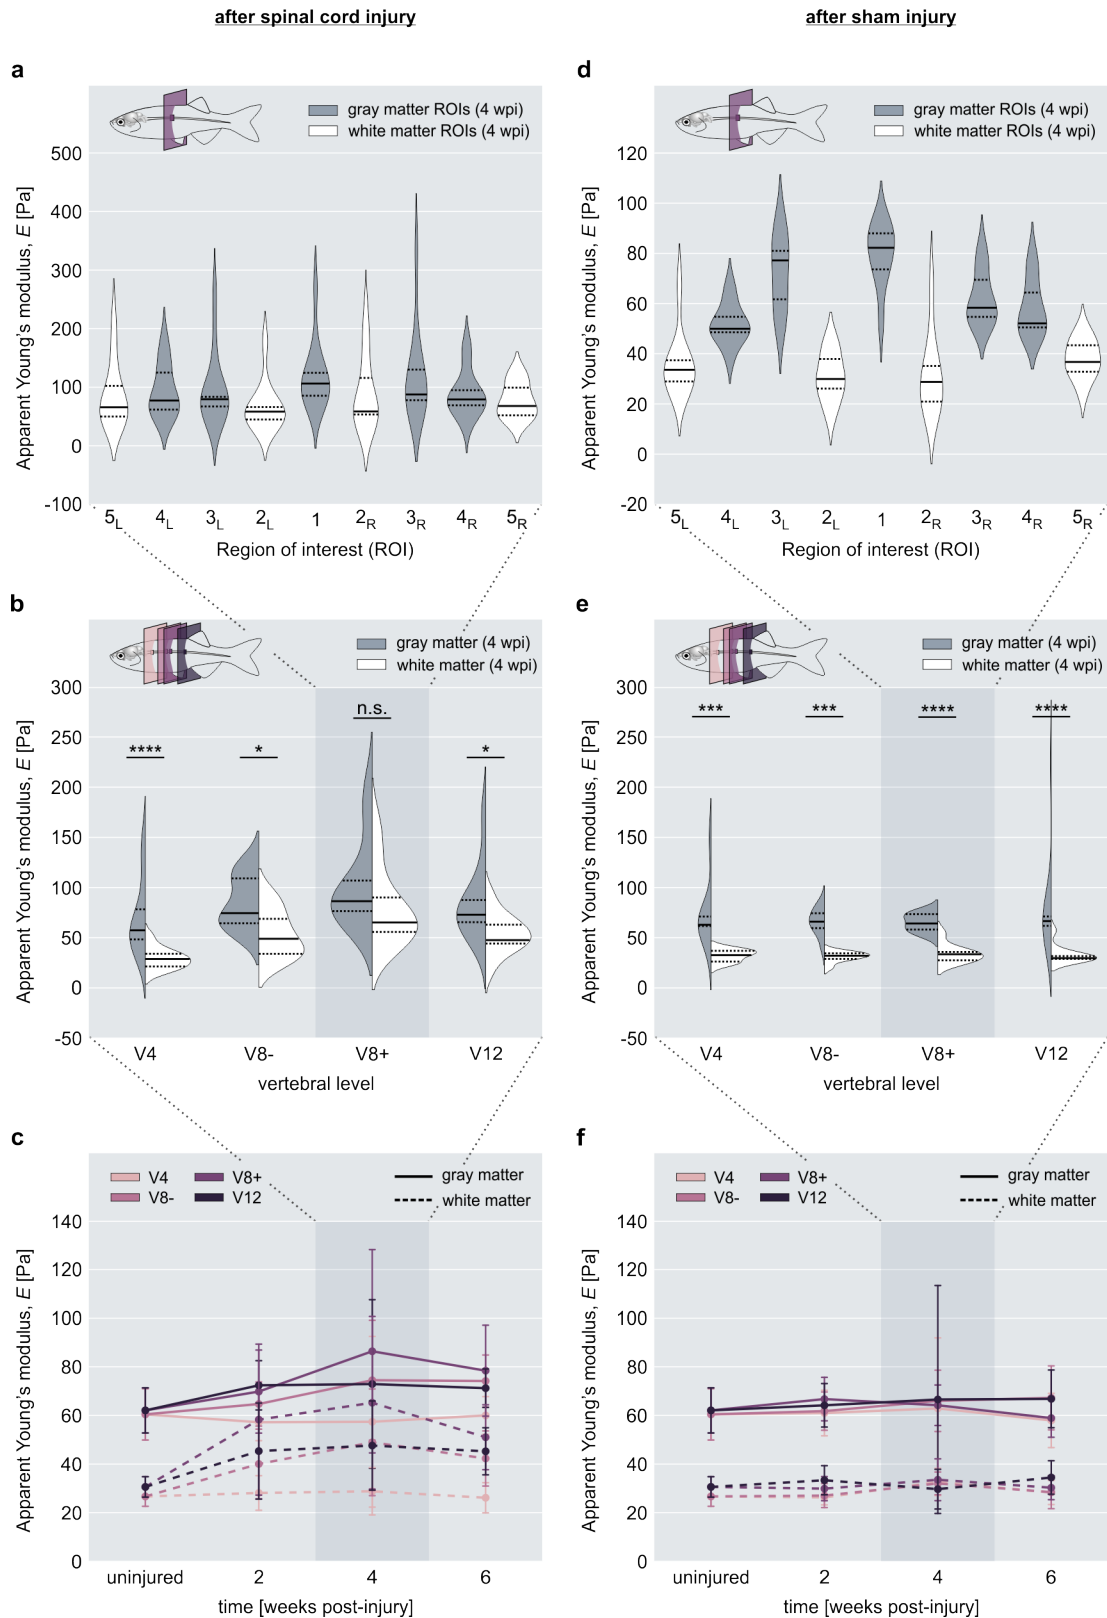 after spinal cord injury
after sham injury
a
gray matter ROIs (4 wpi)
white matter ROIs (4 wpi)
Apparent Young's modulus, E [Pa]
500
400
300
200
100
0
-100
5L 4L 3L 2L 1 2R 3R 4R 5R
Region of interest (ROI)
d
gray matter ROIs (4 wpi)
white matter ROIs (4 wpi)
Apparent Young's modulus, E [Pa]
120
100
80
60
40
20
0
-20
5L 4L 3L 2L 1 2R 3R 4R 5R
Region of interest (ROI)
b
gray matter (4 wpi)
white matter (4 wpi)
Apparent Young's modulus, E [Pa]
300
250
200
150
100
50
0
-50
**** * n.s. *
V4 V8- V8+ V12
vertebral level
e
gray matter (4 wpi)
white matter (4 wpi)
Apparent Young's modulus, E [Pa]
300
250
200
150
100
50
0
-50
*** *** **** ****
V4 V8- V8+ V12
vertebral level
c
V4 V8+
V8- V12
gray matter
white matter
Apparent Young's modulus, E [Pa]
140
120
100
80
60
40
20
0
uninjured 2 4 6
time [weeks post-injury]
f
V4 V8+
V8- V12
gray matter
white matter
Apparent Young's modulus, E [Pa]
140
120
100
80
60
40
20
0
uninjured 2 4 6
time [weeks post-injury]